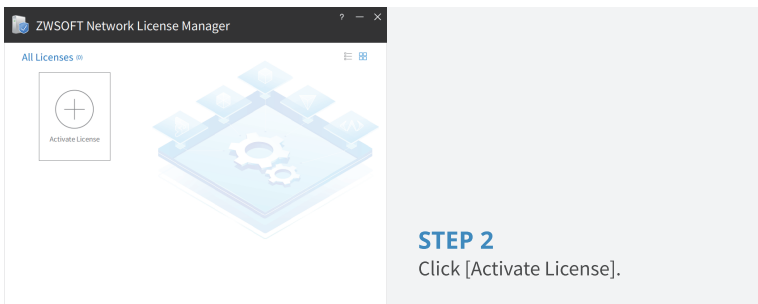 ZWSOFT Network License Manager
? — ×
All Licenses (0)
Activate License
STEP 2
Click [Activate License].